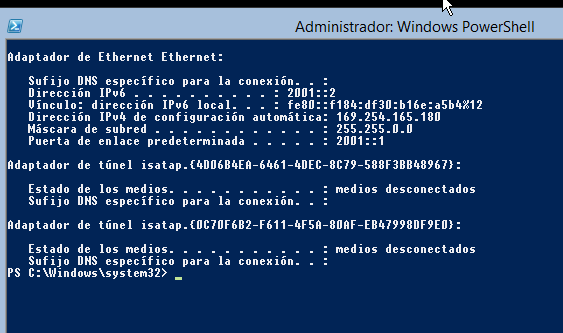 Administrador: Windows PowerShell
Adaptador de Ethernet Ethernet:
Sufijo DNS específico para la conexión. . :
Dirección IPv6 . . . . . . . . . . : 2001::2
Vínculo: dirección IPv6 local. . . : fe80::f184:df30:b16e:a5b4%12
Dirección IPv4 de configuración automática: 169.254.165.180
Máscara de subred . . . . . . . . . . . . : 255.255.0.0
Puerta de enlace predeterminada . . . . . : 2001::1
Adaptador de túnel isatap.{4D06B4EA-6461-4DEC-8C79-588F3BB48967}:
Estado de los medios. . . . . . . . . . . : medios desconectados
Sufijo DNS específico para la conexión. . :
Adaptador de túnel isatap.{0C70F6B2-F611-4F5A-80AF-EB47998DF9E0}:
Estado de los medios. . . . . . . . . . . : medios desconectados
Sufijo DNS específico para la conexión. . :
PS C:\Windows\system32> _